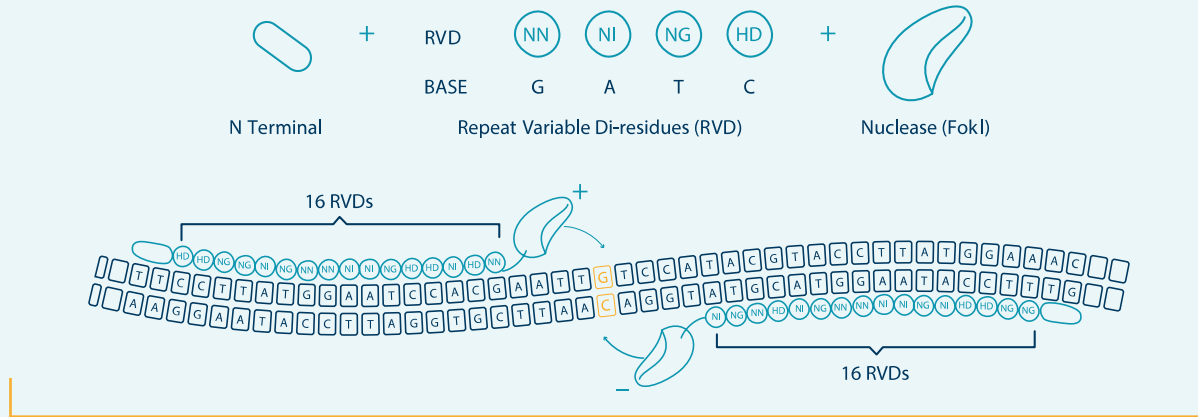 NN NI NG HD
RVD
BASE G A T C
N Terminal
Repeat Variable Di-residues (RVD)
Nuclease (FokI)
+ +
16 RVDs
+
HD HD NG NG NI NG NN NN NI NI NG HD HD NI HD NN
T T C C T T A T G G A A T C C A C G A A T T G T C C A T A C G T A C C T T A T G G A A A C
A A G G A A T A C C T T A G G T G C T T A A C A G G T A T G C A T G G A A T A C C T T T G
NI NG NN HD NI NG NN NN NI NI NG NI HD HD NG NG
–
16 RVDs